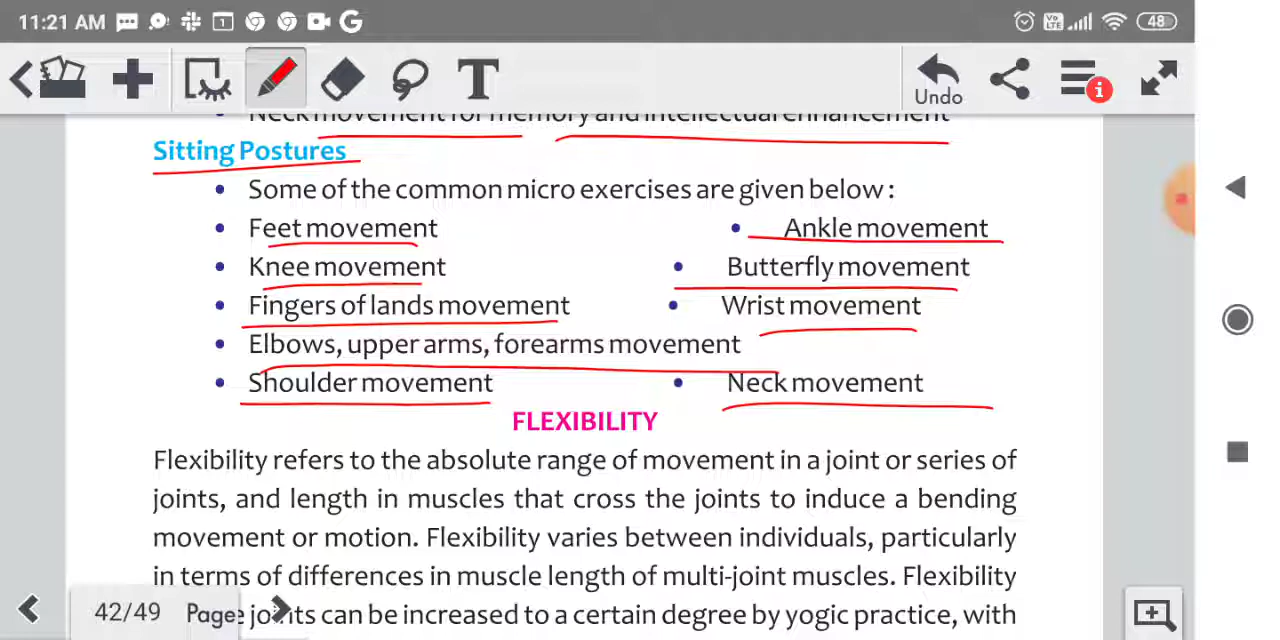 11:21 AM 1 G Vo LTE 48
Undo i
Neck movement for memory and intellectual enhancement
Sitting Postures
• Some of the common micro exercises are given below :
• Feet movement • Ankle movement
• Knee movement • Butterfly movement
• Fingers of lands movement • Wrist movement
• Elbows, upper arms, forearms movement
• Shoulder movement • Neck movement
FLEXIBILITY
Flexibility refers to the absolute range of movement in a joint or series of
joints, and length in muscles that cross the joints to induce a bending
movement or motion. Flexibility varies between individuals, particularly
in terms of differences in muscle length of multi-joint muscles. Flexibility
42/49 Page joints can be increased to a certain degree by yogic practice, with